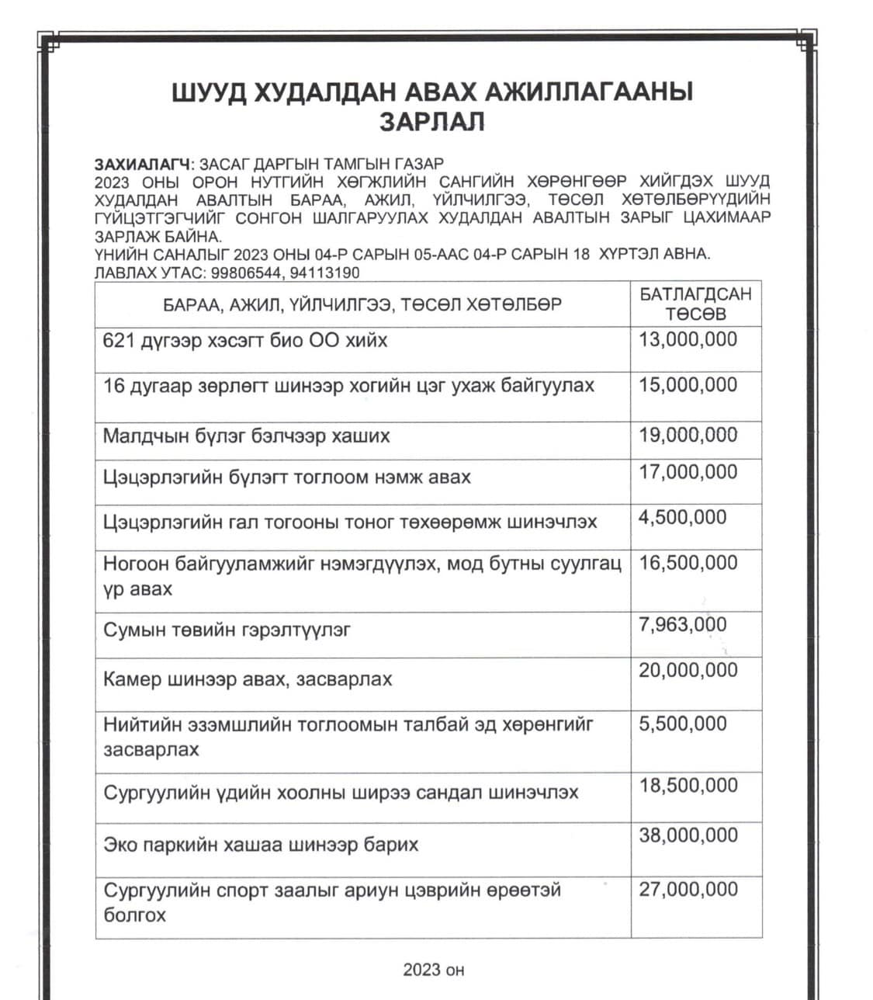 ШУУД ХУДАЛДАН АВАХ АЖИЛЛАГААНЫ
ЗАРЛАЛ
ЗАХИАЛАГЧ: ЗАСАГ ДАРГЫН ТАМГЫН ГАЗАР
2023 ОНЫ ОРОН НУТГИЙН ХӨГЖЛИЙН САНГИЙН ХӨРӨНГӨӨР ХИЙГДЭХ ШУУД
ХУДАЛДАН АВАЛТЫН БАРАА, АЖИЛ, ҮЙЛЧИЛГЭЭ, ТӨСӨЛ ХӨТӨЛБӨРҮҮДИЙН
ГҮЙЦЭТГЭГЧИЙГ СОНГОН ШАЛГАРУУЛАХ ХУДАЛДАН АВАЛТЫН ЗАРЫГ ЦАХИМААР
ЗАРЛАЖ БАЙНА.
ҮНИЙН САНАЛЫГ 2023 ОНЫ 04-Р САРЫН 05-ААС 04-Р САРЫН 18 ХҮРТЭЛ АВНА.
ЛАВЛАХ УТАС: 99806544, 94113190
БАРАА, АЖИЛ, ҮЙЛЧИЛГЭЭ, ТӨСӨЛ ХӨТӨЛБӨР
БАТЛАГДСАН
ТӨСӨВ
621 дүгээр хэсэгт био ОО хийх 13,000,000
16 дугаар зөрлөгт шинээр хогийн цэг ухаж байгуулах 15,000,000
Малдчын бүлэг бэлчээр хаших 19,000,000
Цэцэрлэгийн бүлэгт тоглоом нэмж авах 17,000,000
Цэцэрлэгийн гал тогооны тоног төхөөрөмж шинэчлэх 4,500,000
Ногоон байгууламжийг нэмэгдүүлэх, мод бутны суулгац 16,500,000
үр авах
Сумын төвийн гэрэлтүүлэг 7,963,000
Камер шинээр авах, засварлах 20,000,000
Нийтийн эзэмшлийн тоглоомын талбай эд хөрөнгийг 5,500,000
засварлах
Сургуулийн үдийн хоолны ширээ сандал шинэчлэх 18,500,000
Эко паркийн хашаа шинээр барих 38,000,000
Сургуулийн спорт заалыг ариун цэврийн өрөөтэй 27,000,000
болгох
2023 он